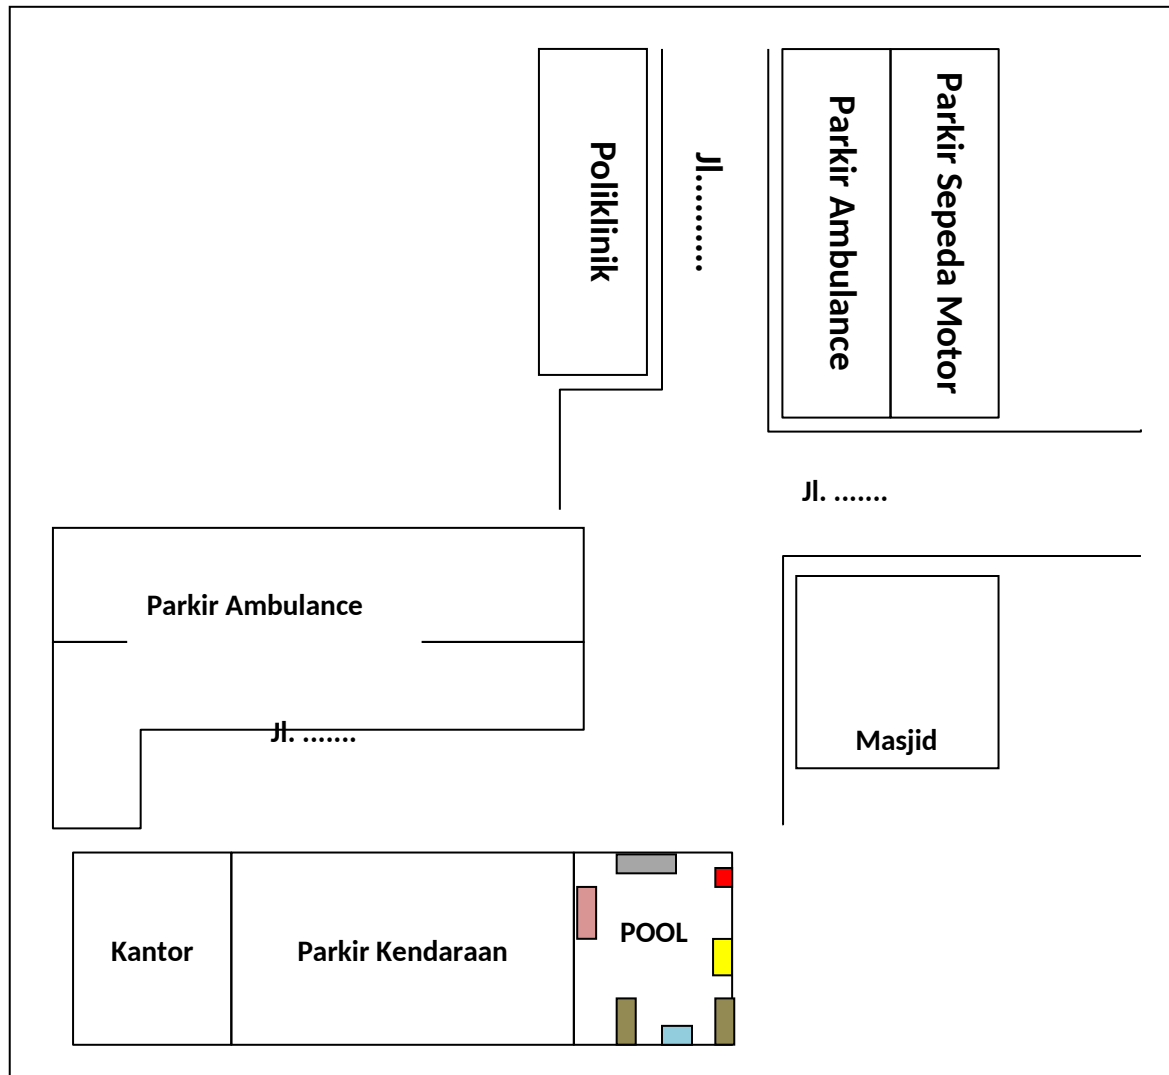 Poliklinik
Jl..........
Parkir Ambulance
Parkir Sepeda Motor
Jl. .......
Parkir Ambulance
Jl. .......
Masjid
Kantor
Parkir Kendaraan
POOL